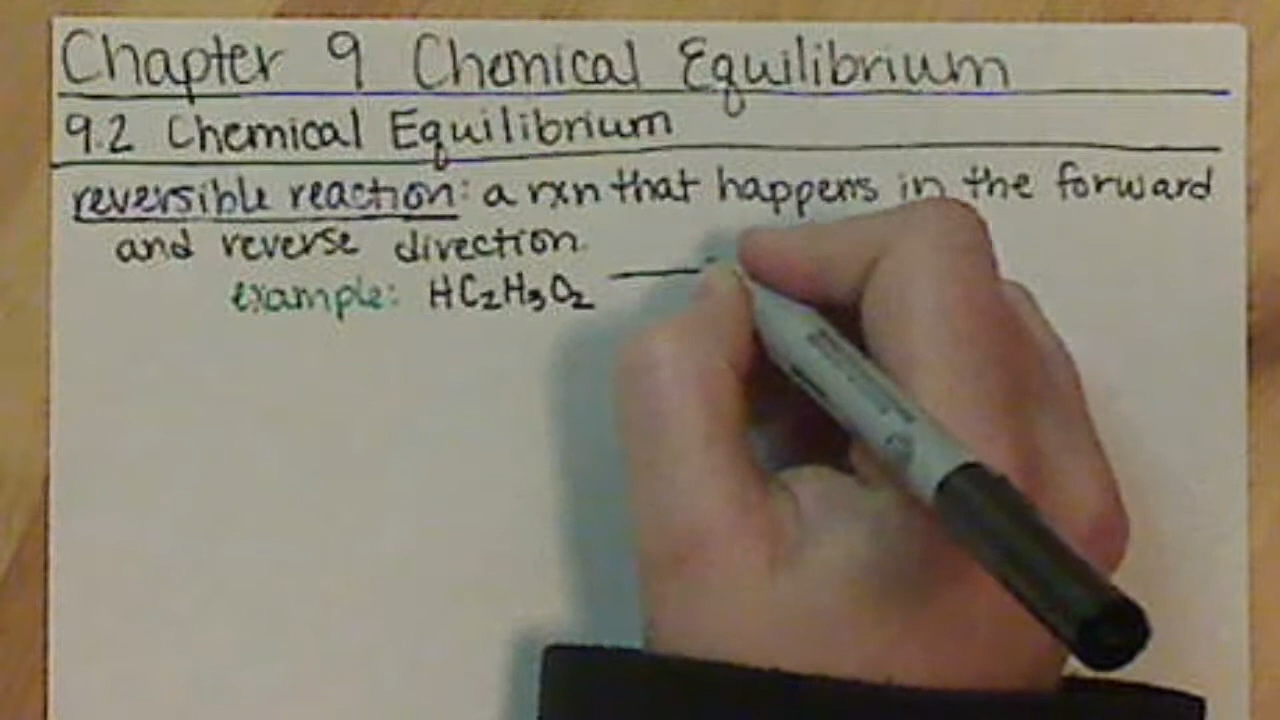 Chapter 9 Chemical Equilibrium
9.2 Chemical Equilibrium
reversible reaction: a rxn that happens in the forward
and reverse direction.
example: HC₂H₃O₂